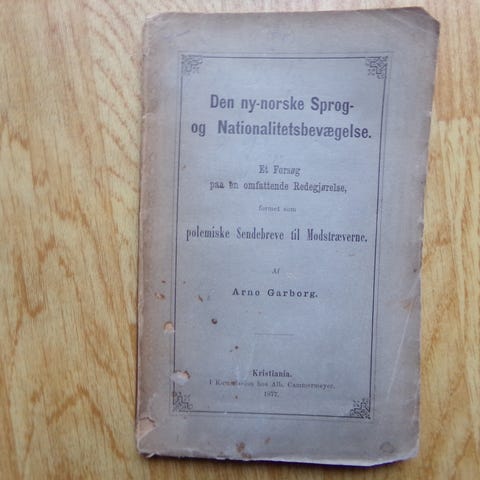 Den ny-norske Sprog-
og Nationalitetsbevægelse.
Et Forsøg
paa en omfattende Redegjørelse,
formet som
polemiske Sendebreve til Modstræverne.
Af
Arne Garborg.
Kristiania.
I Kommission hos Alb. Cammermeyer.
1877.